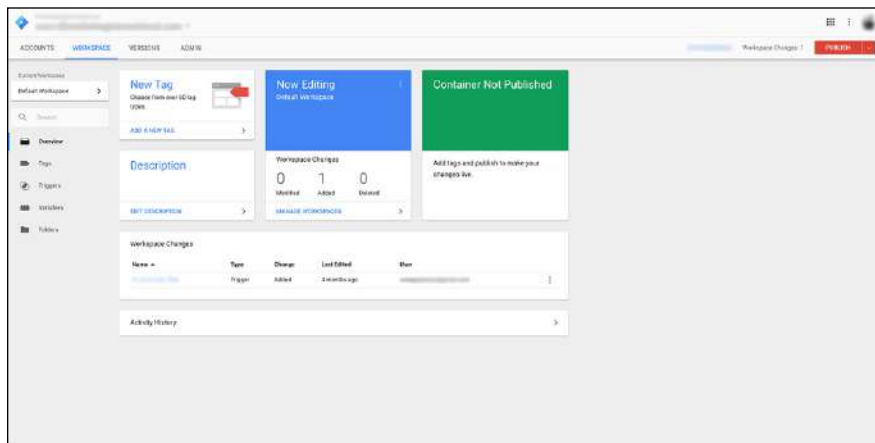 ACCOUNTS WORKSPACE VERSIONS ADMIN
Workspace Changes: 1 PUBLISH
Current Workspace
Default Workspace
Search
Overview
Tags
Triggers
Variables
Folders
New Tag
Choose from over 50 tag
types
ADD A NEW TAG
Description
EDIT DESCRIPTION
Now Editing
Default Workspace
Workspace Changes
0 1 0
Modified Added Deleted
MANAGE WORKSPACES
Container Not Published
Add tags and publish to make your
changes live.
Workspace Changes
Name Type Change Last Edited User
Trigger Added months ago
Activity History